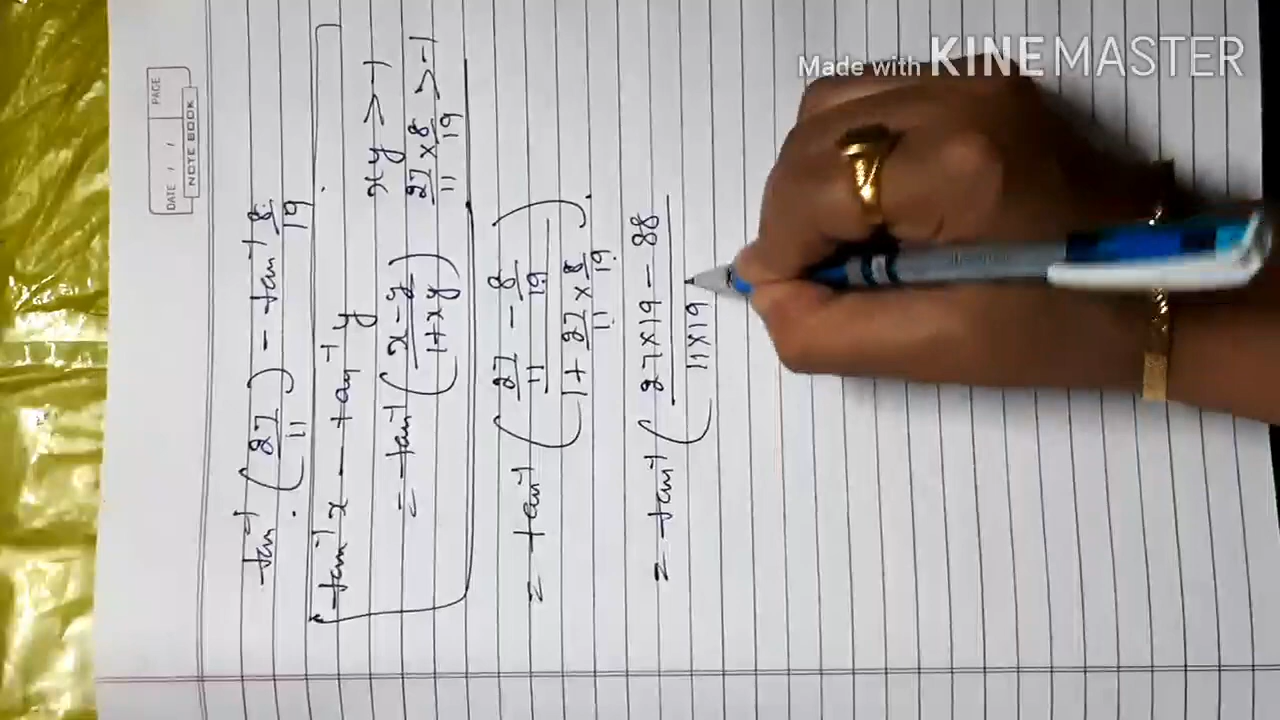 Made with KINEMASTER
DATE / / PAGE
NOTE BOOK
tan⁻¹(27/11) - tan⁻¹ 8/19
tan⁻¹x - tan⁻¹y
= tan⁻¹((x-y)/(1+xy)) xy > -1
27/11 × 8/19 > -1
= tan⁻¹((27/11 - 8/19)/(1 + 27/11 × 8/19))
= tan⁻¹((27×19 - 88)/(11×19